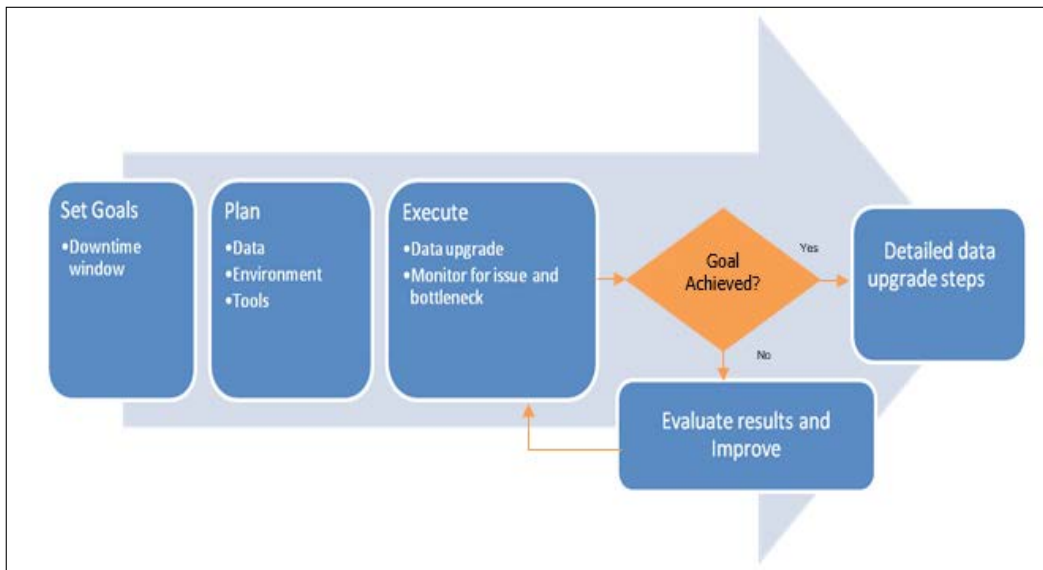 Set Goals
•Downtime
window
Plan
•Data
•Environment
•Tools
Execute
•Data upgrade
•Monitor for issue and
bottleneck
Goal
Achieved?
Yes
No
Detailed data
upgrade steps
Evaluate results and
Improve